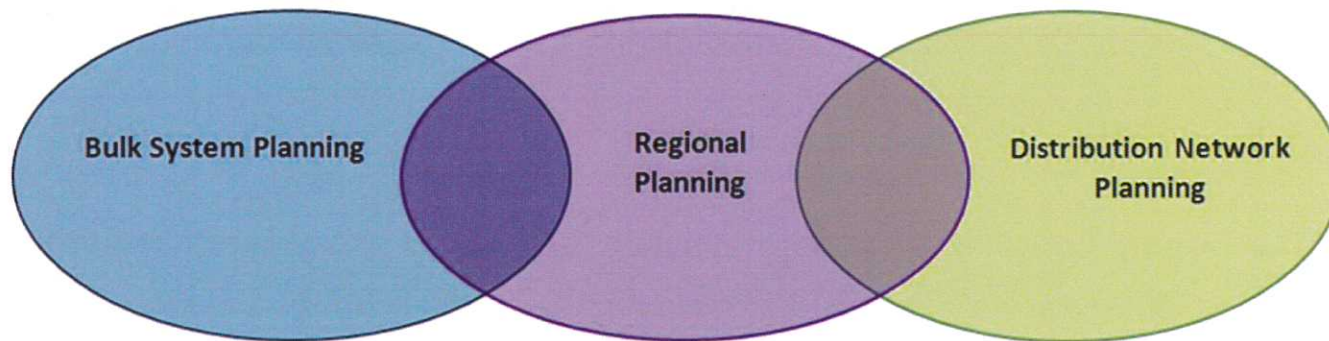 Bulk System Planning
Regional
Planning
Distribution Network
Planning